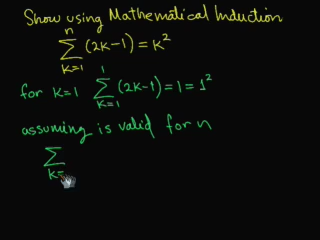 Show using Mathematical Induction
n
∑ (2k-1) = k²
k=1
for k=1 1
∑ (2k-1) = 1 = 1²
k=1
assuming is valid for n
∑
k=